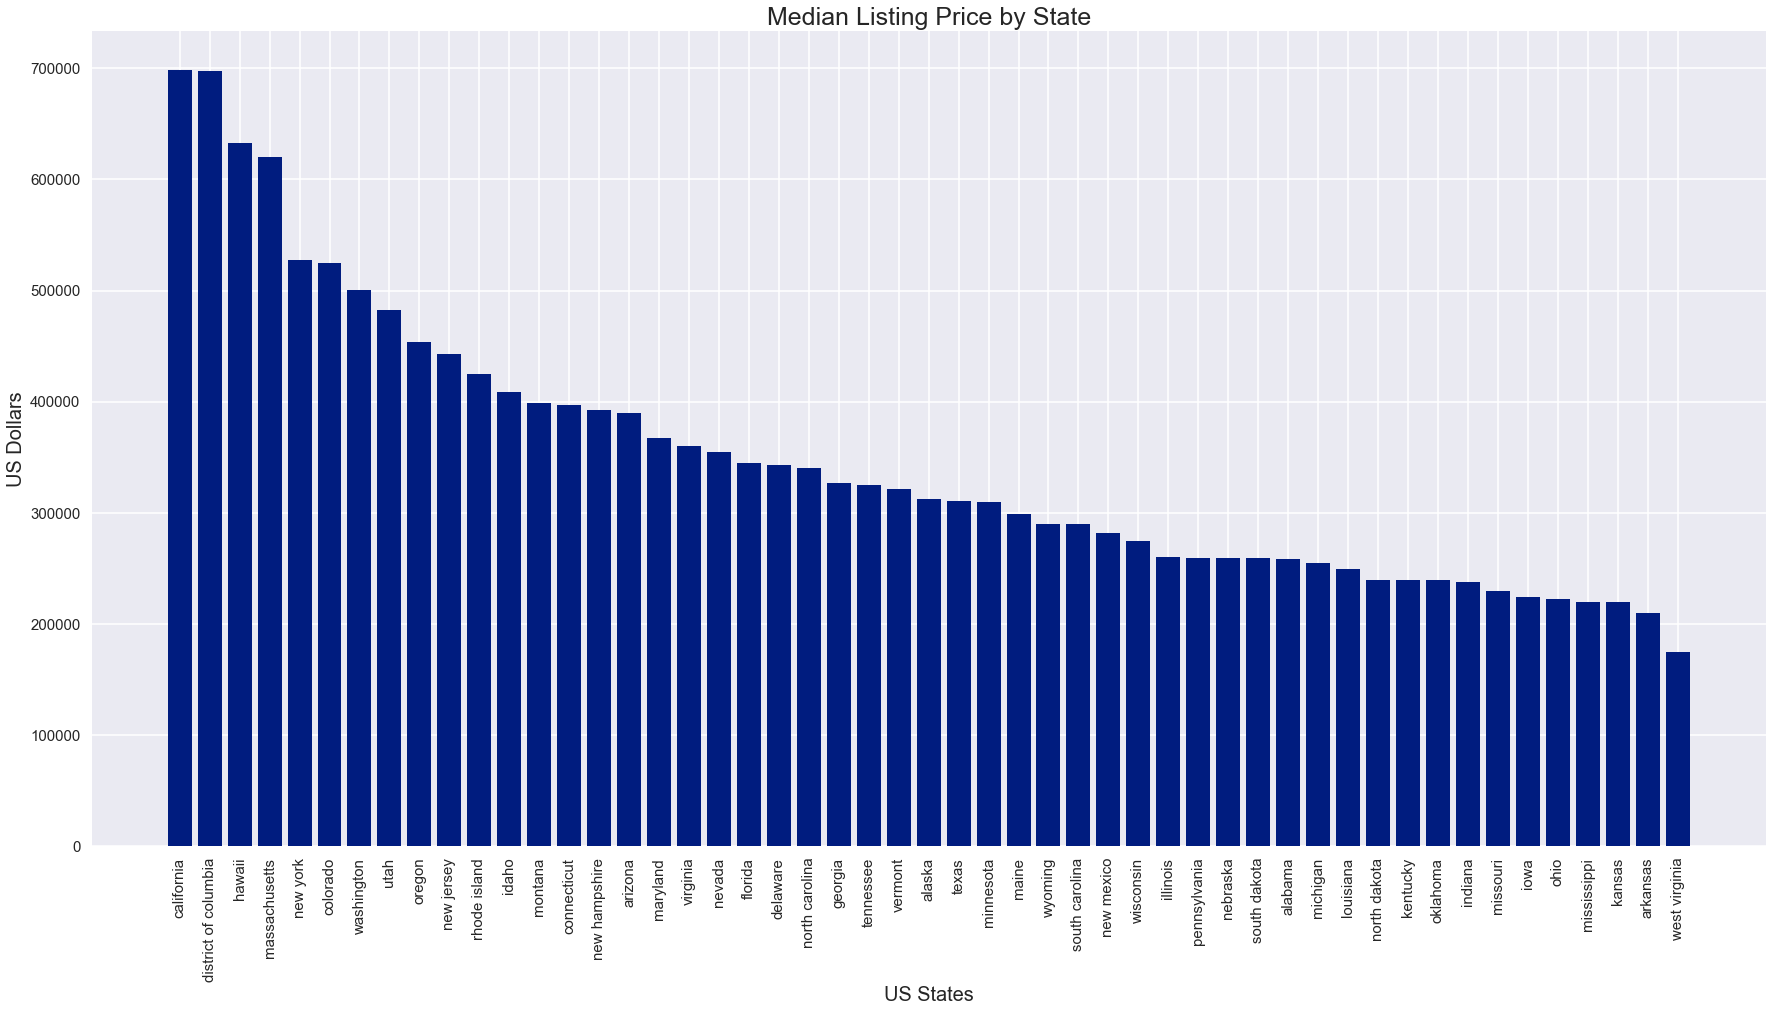 Median Listing Price by State
US Dollars
700000
600000
500000
400000
300000
200000
100000
0
california
district of columbia
hawaii
massachusetts
new york
colorado
washington
utah
oregon
new jersey
rhode island
idaho
montana
connecticut
new hampshire
arizona
maryland
virginia
nevada
florida
delaware
north carolina
georgia
tennessee
vermont
alaska
texas
minnesota
maine
wyoming
south carolina
new mexico
wisconsin
illinois
pennsylvania
nebraska
south dakota
alabama
michigan
louisiana
north dakota
kentucky
oklahoma
indiana
missouri
iowa
ohio
mississippi
kansas
arkansas
west virginia
US States